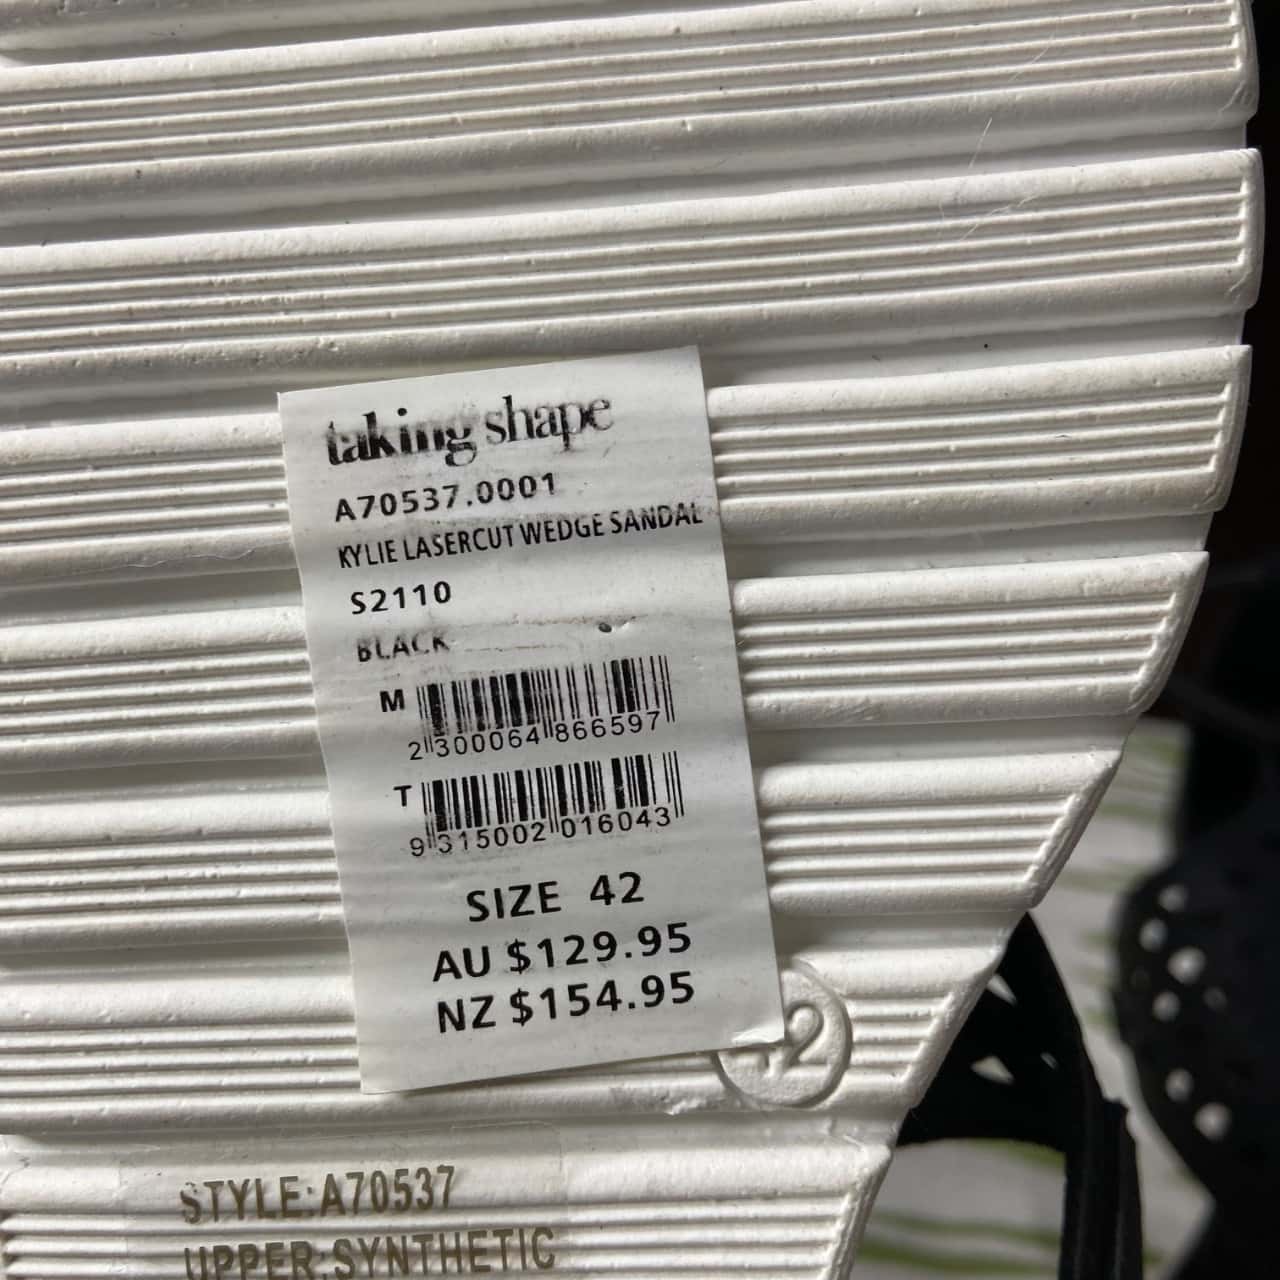 taking shape
A70537.0001
KYLIE LASERCUT WEDGE SANDAL
S2110
BLACK
M
2 300064 866597
T
9 315002 016043
SIZE 42
AU $129.95
NZ $154.95
42
STYLE:A70537
UPPER:SYNTHETIC